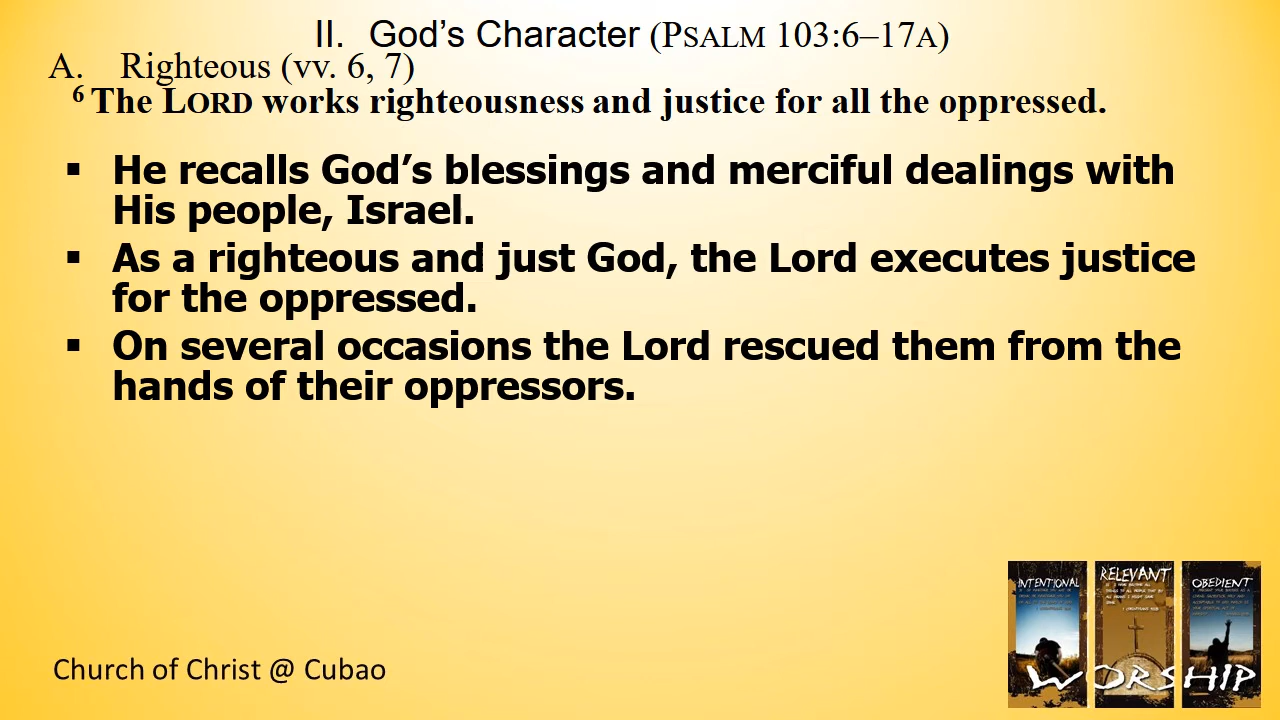 II. God’s Character (PSALM 103:6–17A)
A. Righteous (vv. 6, 7)
6 The LORD works righteousness and justice for all the oppressed.
▪ He recalls God’s blessings and merciful dealings with
His people, Israel.
▪ As a righteous and just God, the Lord executes justice
for the oppressed.
▪ On several occasions the Lord rescued them from the
hands of their oppressors.
INTENTIONAL
RELEVANT
OBEDIENT
WORSHIP
Church of Christ @ Cubao